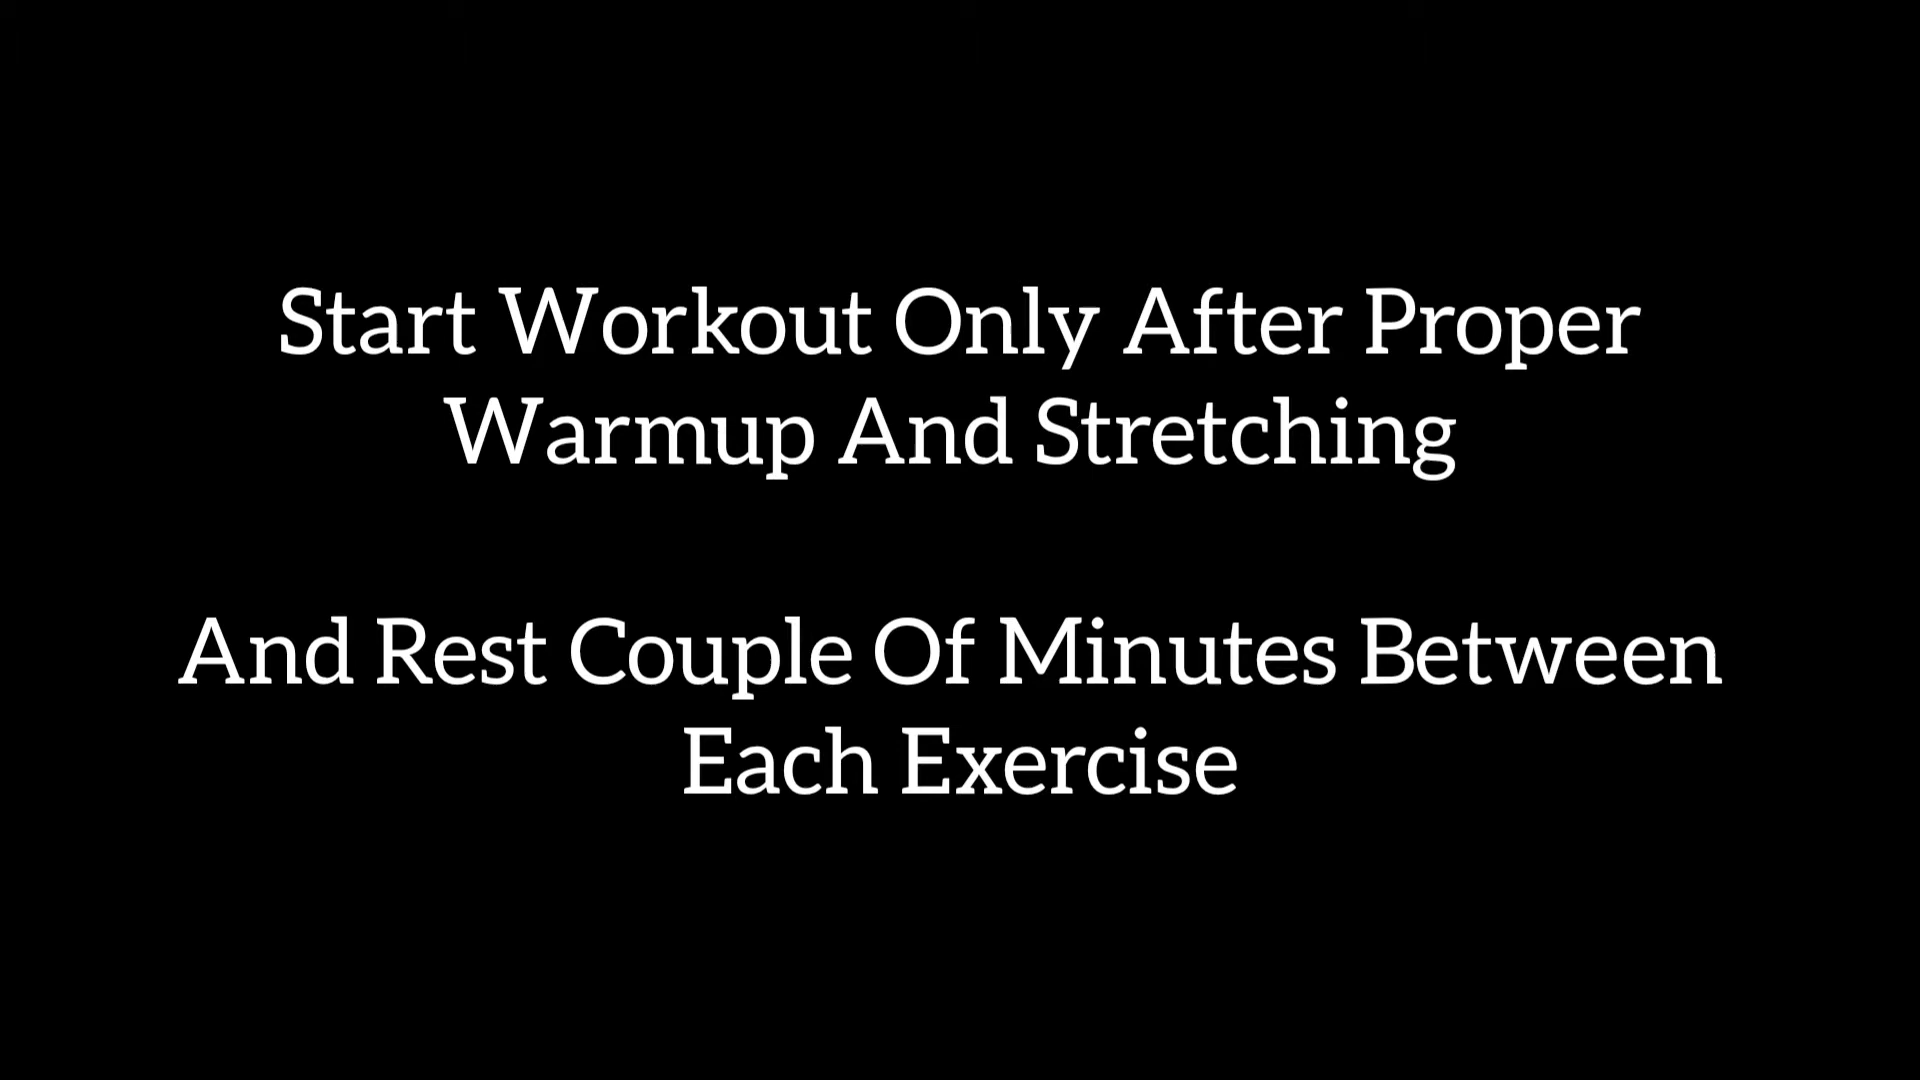 Start Workout Only After Proper
Warmup And Stretching
And Rest Couple Of Minutes Between
Each Exercise